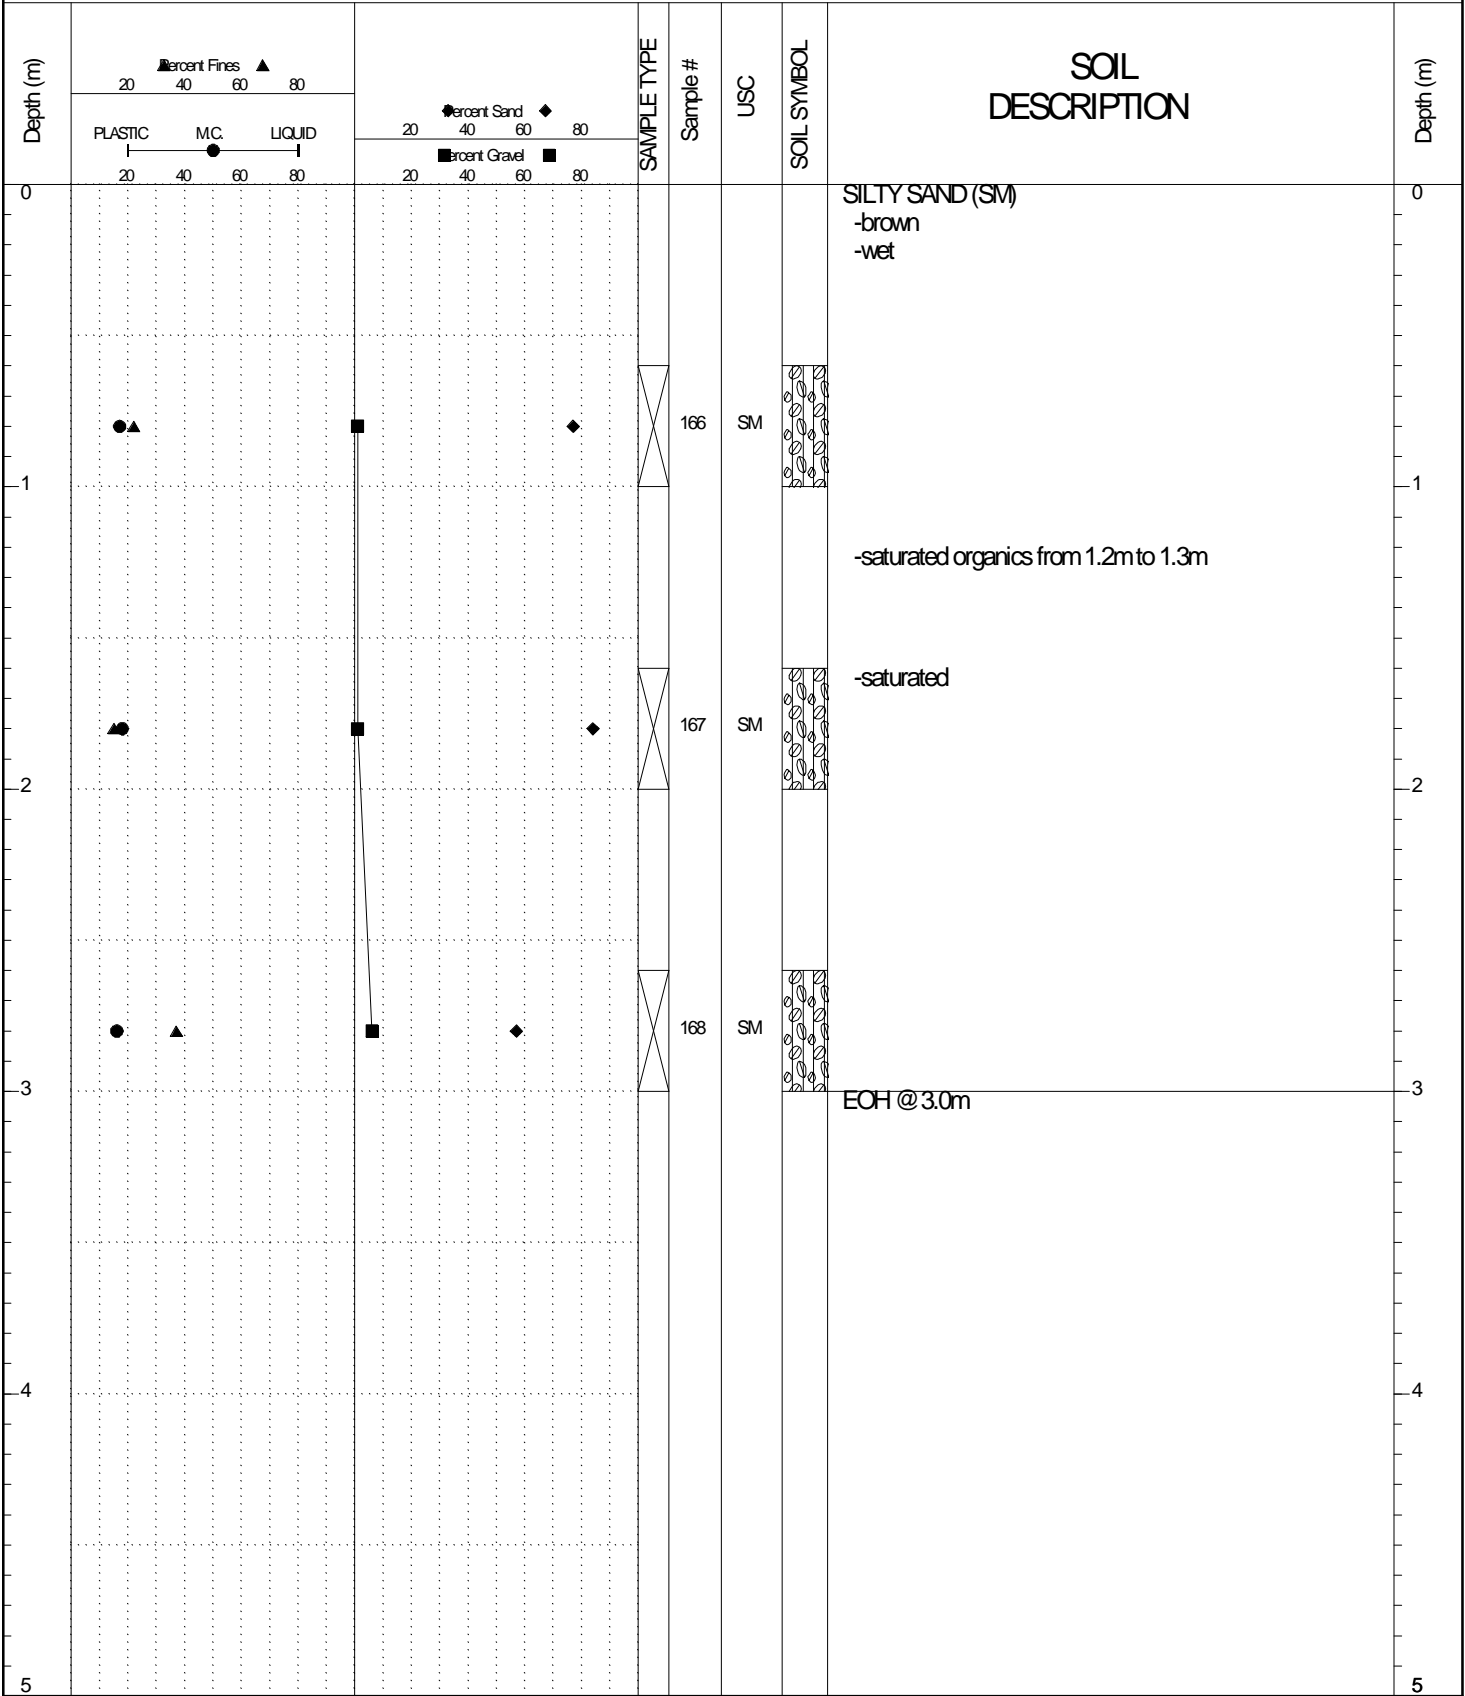 Depth (m)
Percent Fines
20 40 60 80
PLASTIC M.C. LIQUID
20 40 60 80
Percent Sand
20 40 60 80
Percent Gravel
20 40 60 80
SAMPLE TYPE
Sample #
USC
SOIL SYMBOL
SOIL
DESCRIPTION
Depth (m)
0 SILTY SAND (SM) 0
-brown
-wet
166 SM
1 1
-saturated organics from 1.2m to 1.3m
-saturated
167 SM
2 2
168 SM
3 EOH @ 3.0m 3
4 4
5 5